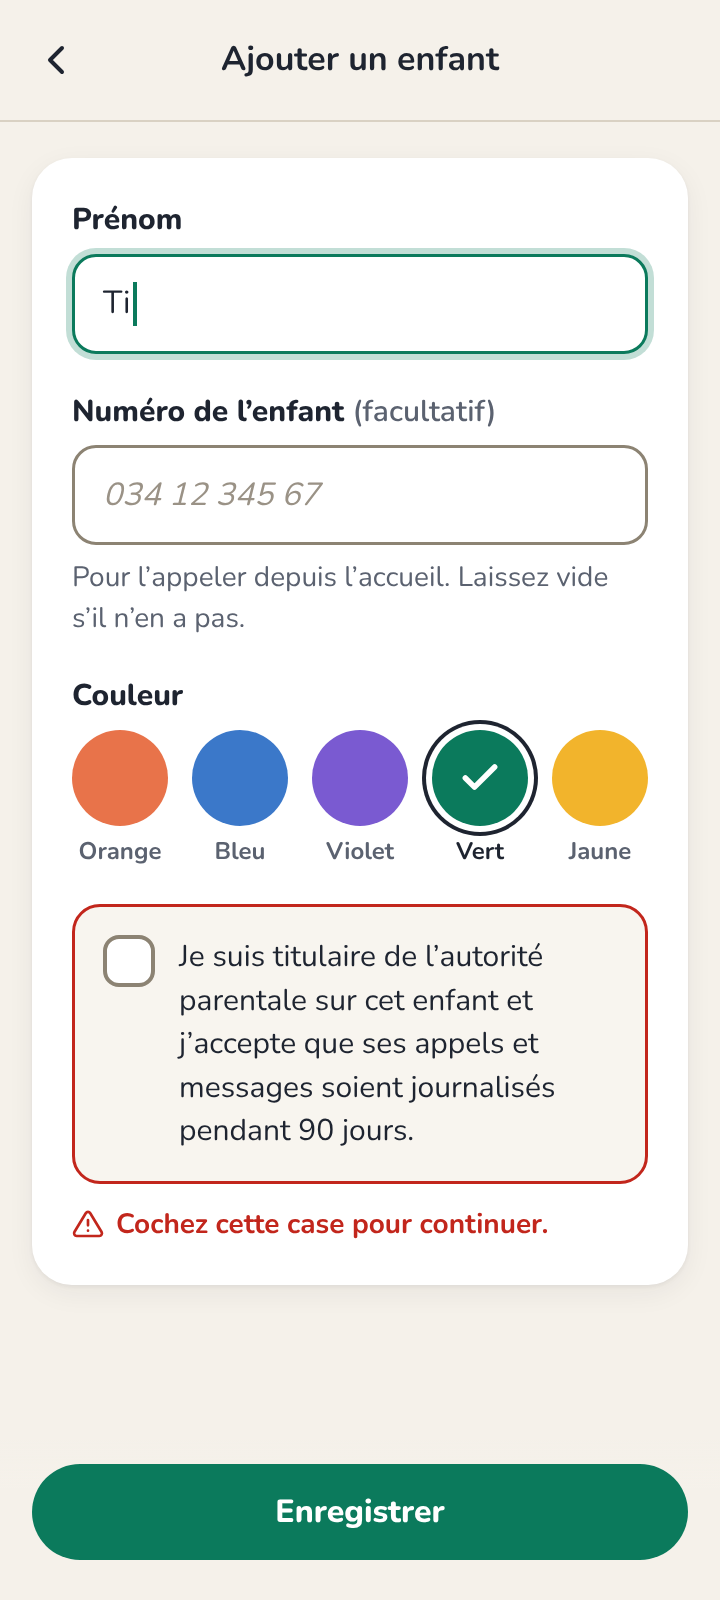 Ajouter un enfant
Prénom
Ti
Numéro de l’enfant (facultatif)
034 12 345 67
Pour l’appeler depuis l’accueil. Laissez vide
s’il n’en a pas.
Couleur
Orange Bleu Violet Vert Jaune
Je suis titulaire de l’autorité
parentale sur cet enfant et
j’accepte que ses appels et
messages soient journalisés
pendant 90 jours.
Cochez cette case pour continuer.
Enregistrer